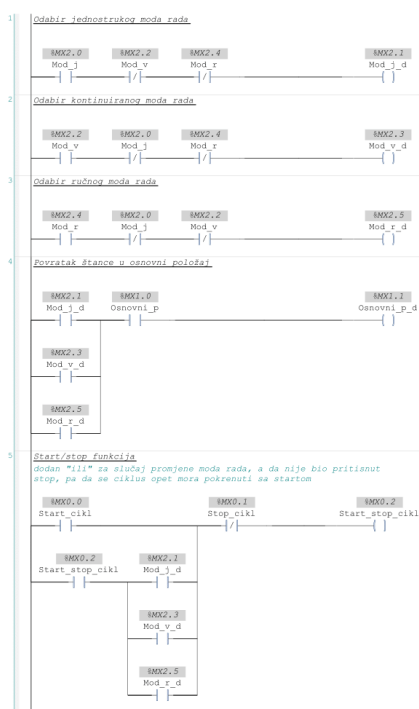 1 Odabir jednostrukog moda rada
%MX2.0 %MX2.2 %MX2.4 %MX2.1
Mod_j Mod_v Mod_r Mod_j_d
2 Odabir kontinuiranog moda rada
%MX2.2 %MX2.0 %MX2.4 %MX2.3
Mod_v Mod_j Mod_r Mod_v_d
3 Odabir ručnog moda rada
%MX2.4 %MX2.0 %MX2.2 %MX2.5
Mod_r Mod_j Mod_v Mod_r_d
4 Povratak štance u osnovni položaj
%MX2.1 %MX1.0 %MX1.1
Mod_j_d Osnovni_p Osnovni_p_d
%MX2.3
Mod_v_d
%MX2.5
Mod_r_d
5 Start/stop funkcija
dodan "ili" za slučaj promjene moda rada, a da nije bio pritisnut
stop, pa da se ciklus opet mora pokrenuti sa startom
%MX0.0 %MX0.1 %MX0.2
Start_cikl Stop_cikl Start_stop_cikl
%MX0.2 %MX2.1
Start_stop_cikl Mod_j_d
%MX2.3
Mod_v_d
%MX2.5
Mod_r_d